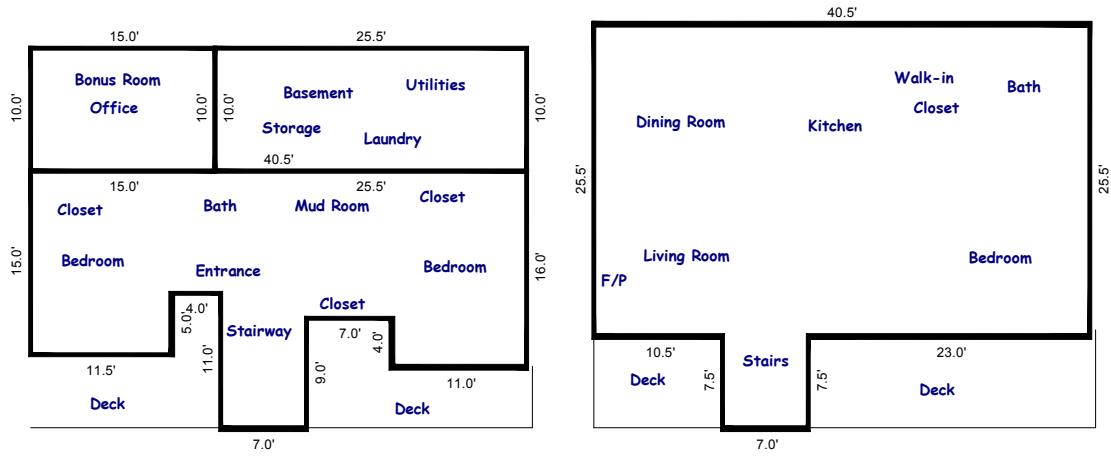 15.0'
25.5'
Bonus Room
Office
Basement
Utilities
Storage
Laundry
10.0'
10.0'
10.0'
10.0'
40.5'
15.0'
25.5'
Closet
Bath
Mud Room
Closet
15.0'
Bedroom
Entrance
Bedroom
16.0'
Closet
4.0'
5.0'
Stairway
7.0'
4.0'
11.0'
9.0'
11.5'
11.0'
Deck
Deck
7.0'
40.5'
Walk-in
Closet
Bath
Dining Room
Kitchen
25.5'
25.5'
Living Room
Bedroom
F/P
10.5'
23.0'
Stairs
Deck
7.5'
7.5'
Deck
7.0'